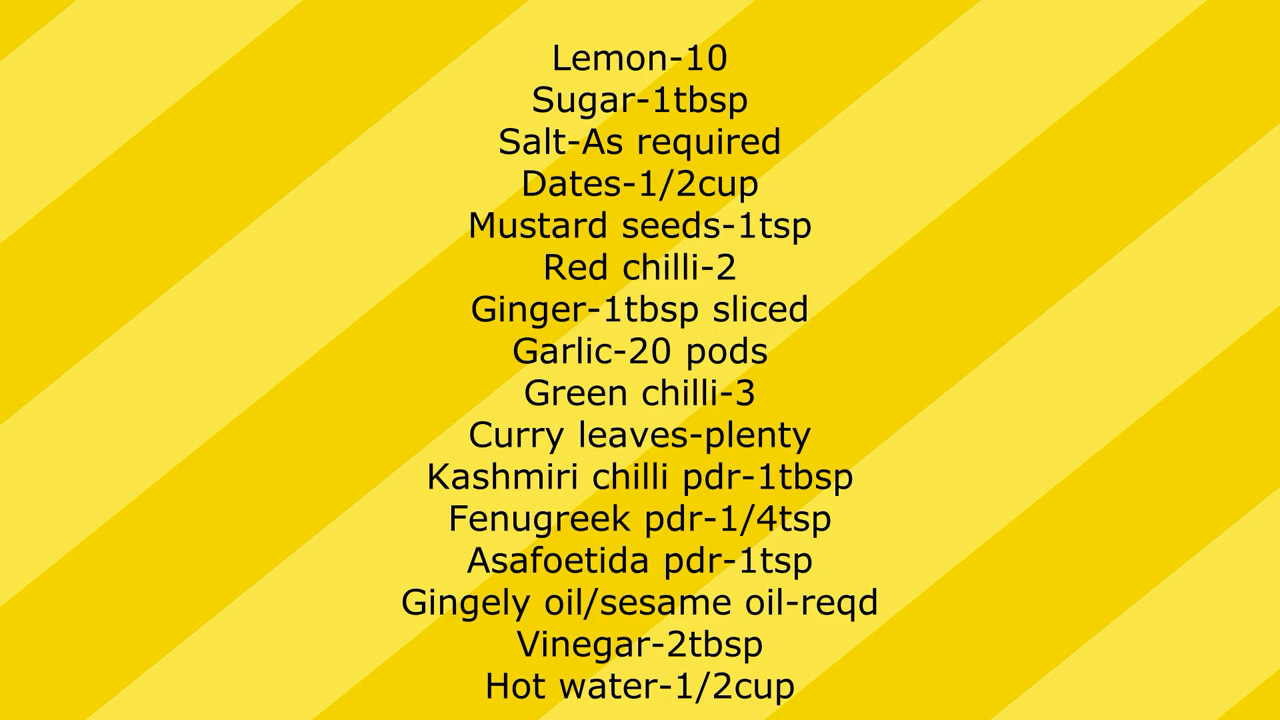 Lemon-10
Sugar-1tbsp
Salt-As required
Dates-1/2cup
Mustard seeds-1tsp
Red chilli-2
Ginger-1tbsp sliced
Garlic-20 pods
Green chilli-3
Curry leaves-plenty
Kashmiri chilli pdr-1tbsp
Fenugreek pdr-1/4tsp
Asafoetida pdr-1tsp
Gingely oil/sesame oil-reqd
Vinegar-2tbsp
Hot water-1/2cup